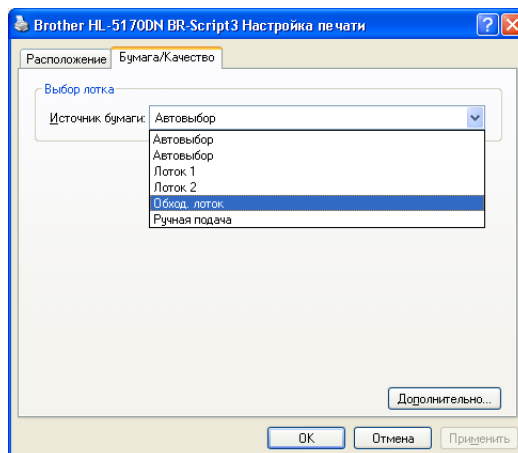 Brother HL-5170DN BR-Script3 Настройка печати
Расположение Бумага/Качество
Выбор лотка
Источник бумаги: Автовыбор
Автовыбор
Автовыбор
Лоток 1
Лоток 2
Обход. лоток
Ручная подача
Дополнительно...
OK Отмена Применить